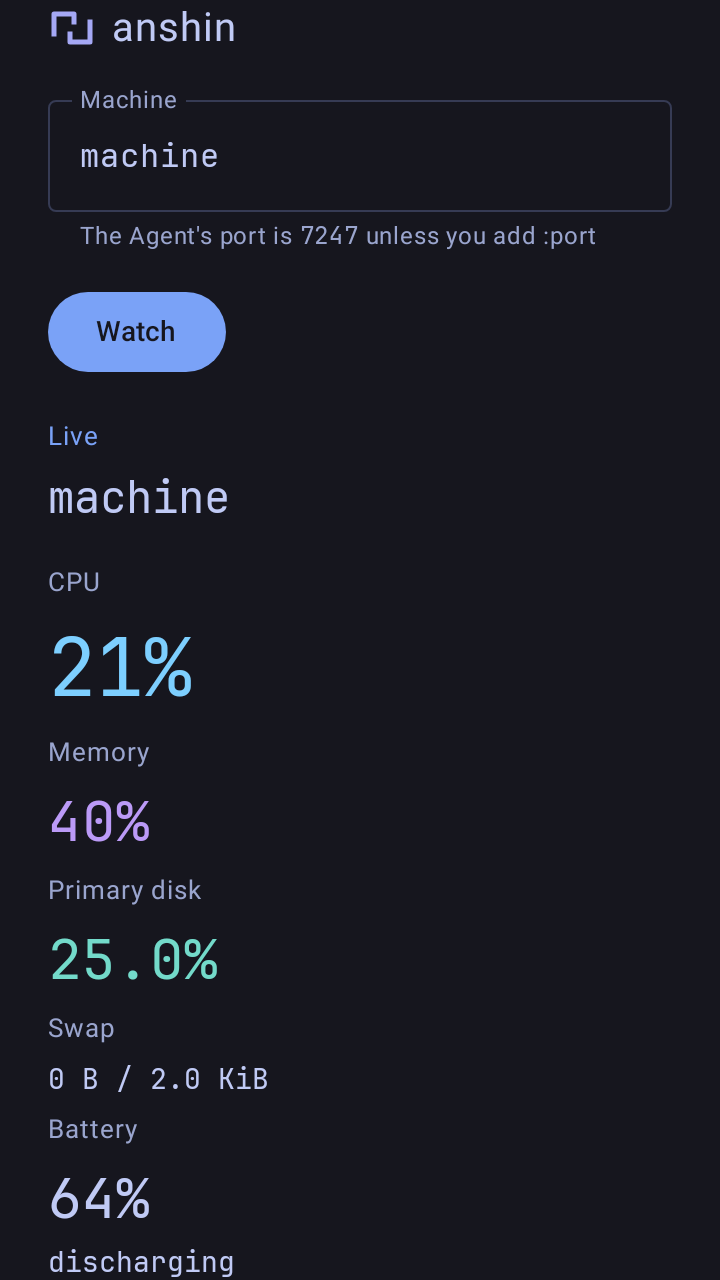 anshin
Machine
machine
The Agent's port is 7247 unless you add :port
Watch
Live
machine
CPU
21%
Memory
40%
Primary disk
25.0%
Swap
0 B / 2.0 KiB
Battery
64%
discharging